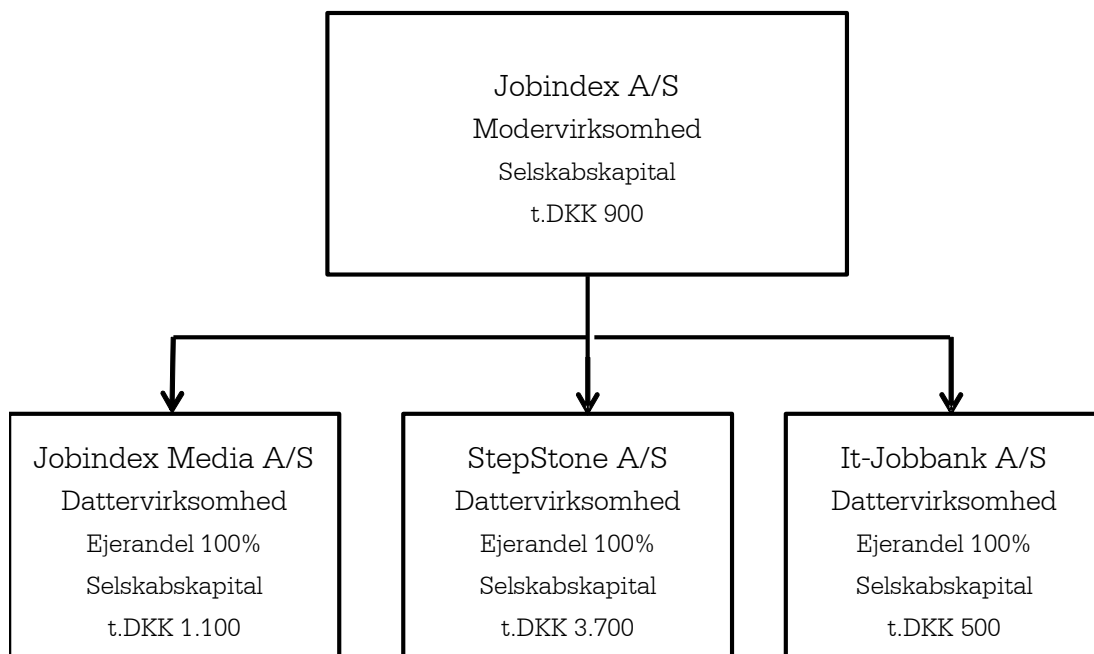 Jobindex A/S
Modervirksomhed
Selskabskapital
t.DKK 900
Jobindex Media A/S
Dattervirksomhed
Ejerandel 100%
Selskabskapital
t.DKK 1.100
StepStone A/S
Dattervirksomhed
Ejerandel 100%
Selskabskapital
t.DKK 3.700
It-Jobbank A/S
Dattervirksomhed
Ejerandel 100%
Selskabskapital
t.DKK 500